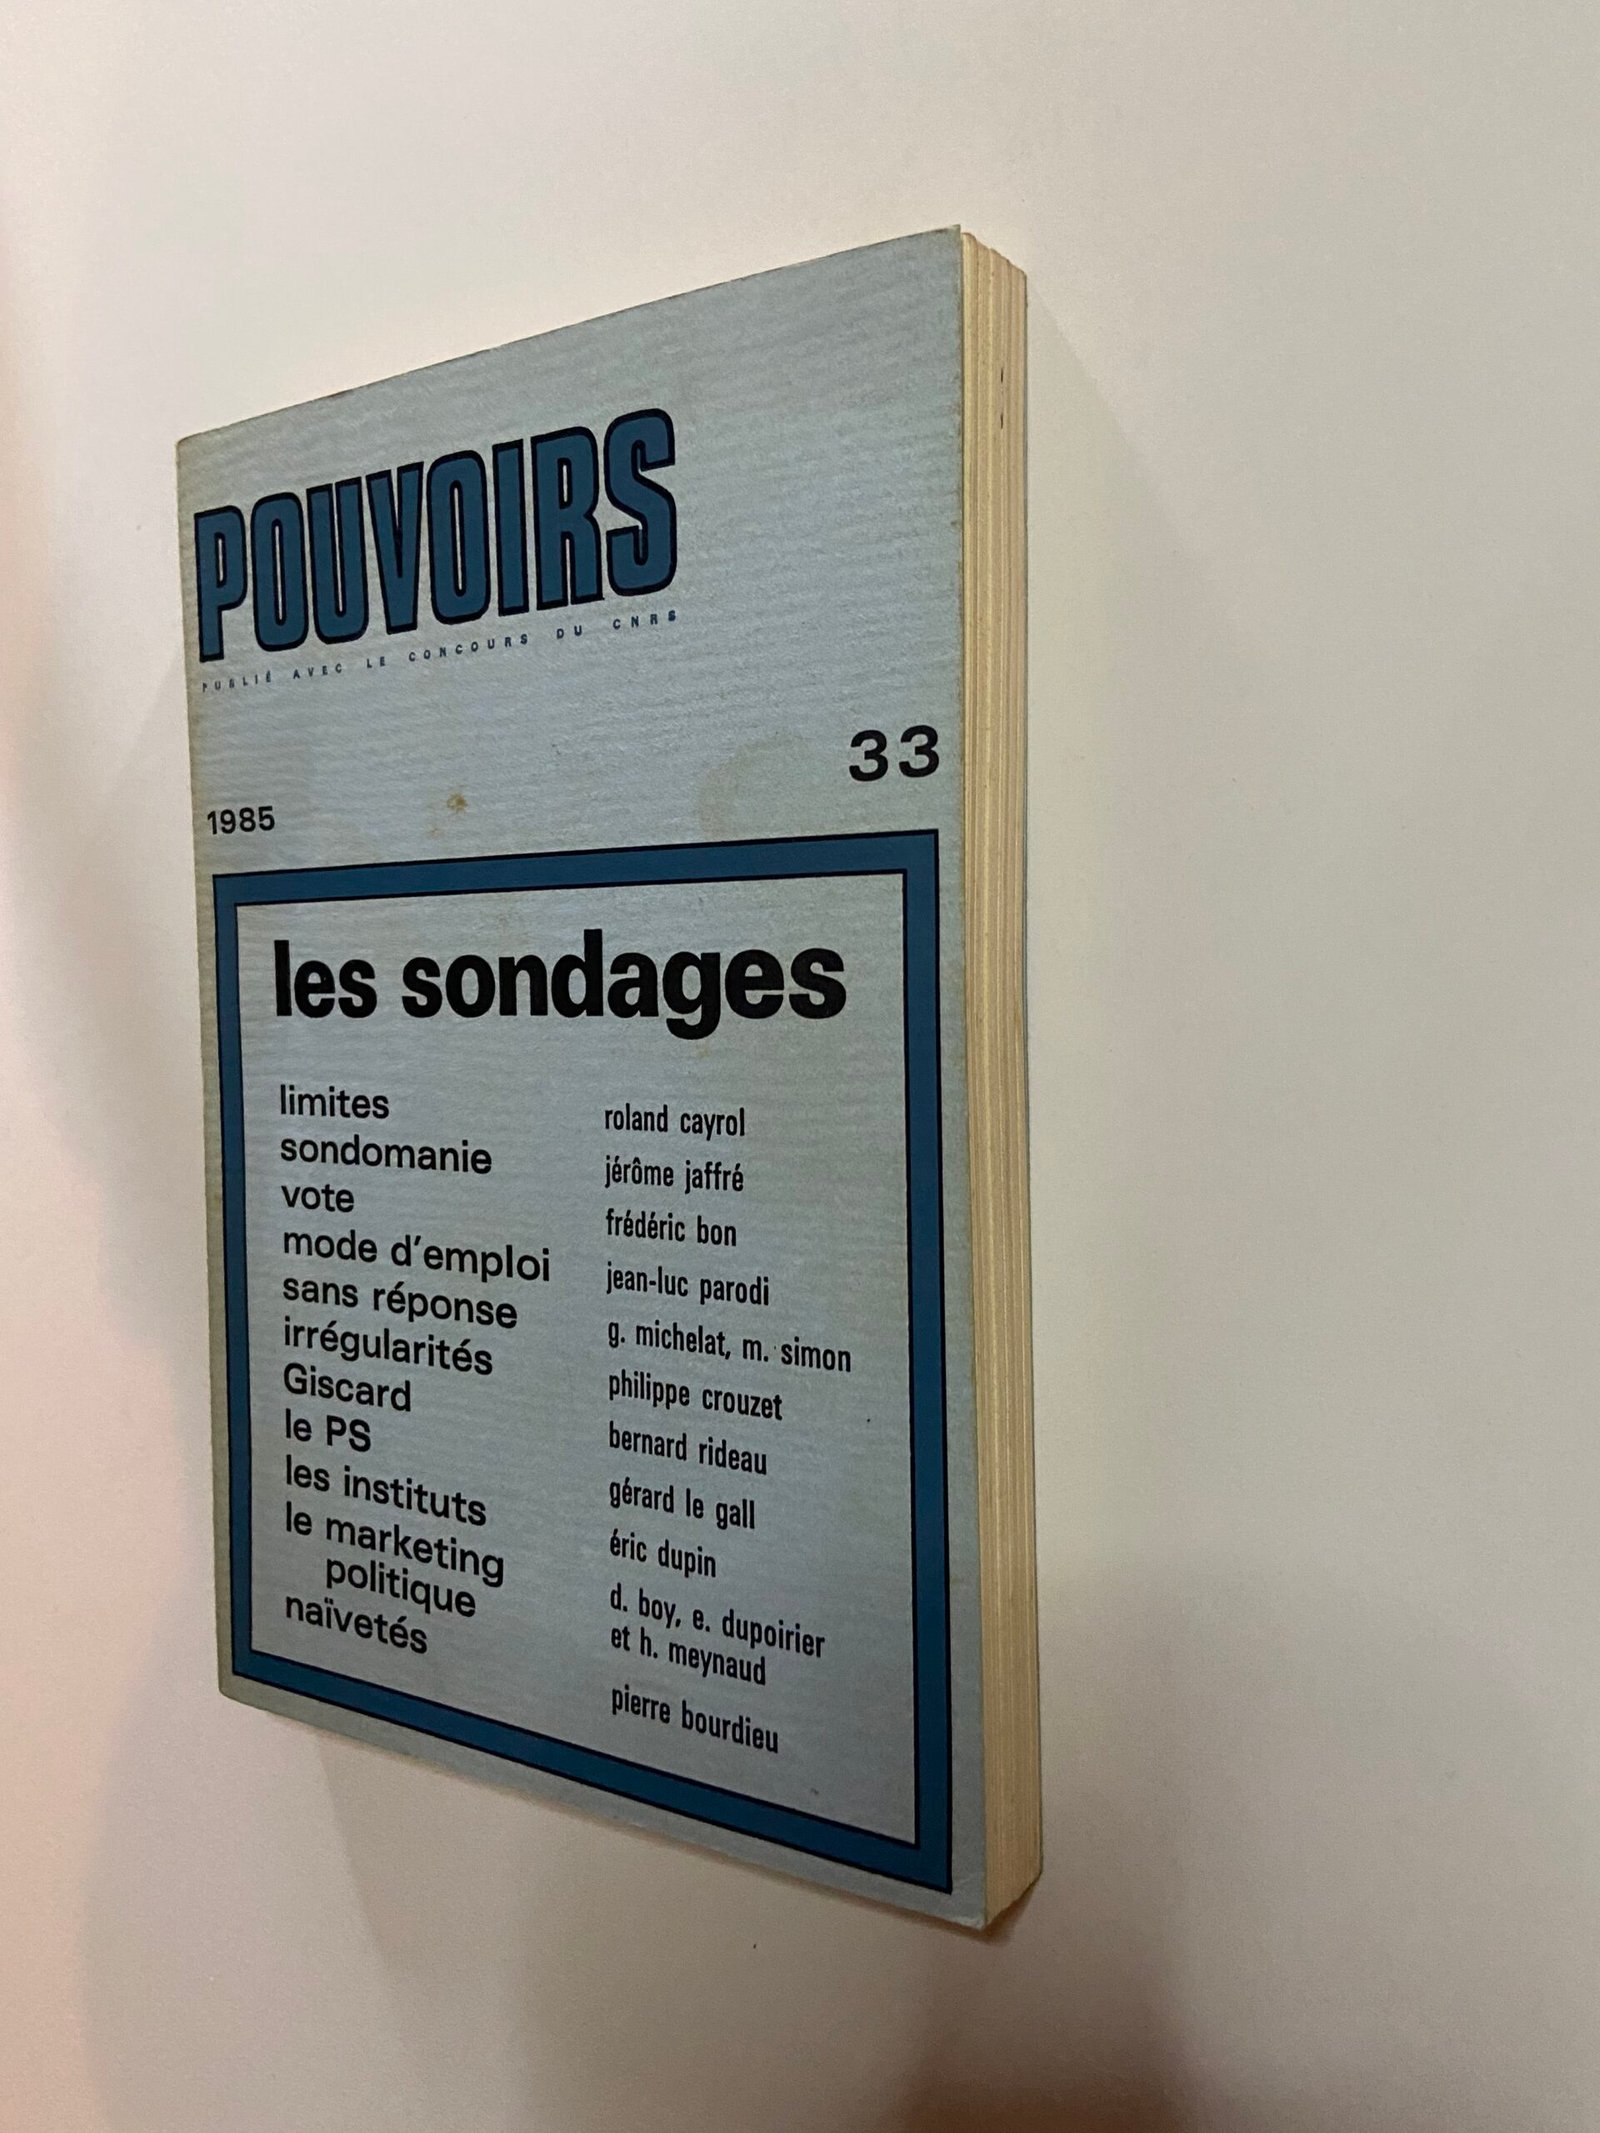 POUVOIRS
PUBLIÉ AVEC LE CONCOURS DU CNRS
33
1985
les sondages
limites
sondomanie
vote
mode d'emploi
sans réponse
irrégularités
Giscard
le PS
les instituts
le marketing
politique
naïvetés
roland cayrol
jérôme jaffré
frédéric bon
jean-luc parodi
g. michelat, m. simon
philippe crouzet
bernard rideau
gérard le gall
éric dupin
d. boy, e. dupoirier
et h. meynaud
pierre bourdieu